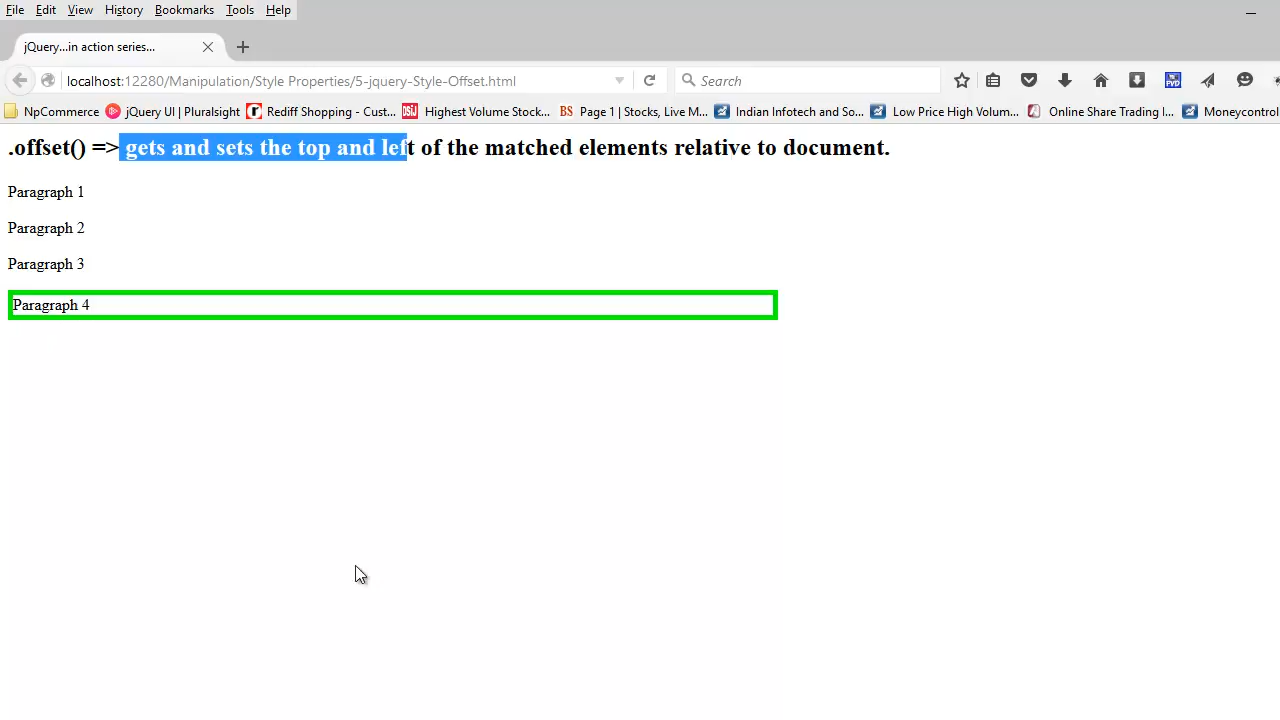 File Edit View History Bookmarks Tools Help
jQuery...in action series...
localhost:12280/Manipulation/Style Properties/5-jquery-Style-Offset.html Search
NpCommerce jQuery UI | Pluralsight Rediff Shopping - Cust... Highest Volume Stock... BS Page 1 | Stocks, Live M... Indian Infotech and So... Low Price High Volum... Online Share Trading I... Moneycontrol
.offset() => gets and sets the top and left of the matched elements relative to document.
Paragraph 1
Paragraph 2
Paragraph 3
Paragraph 4